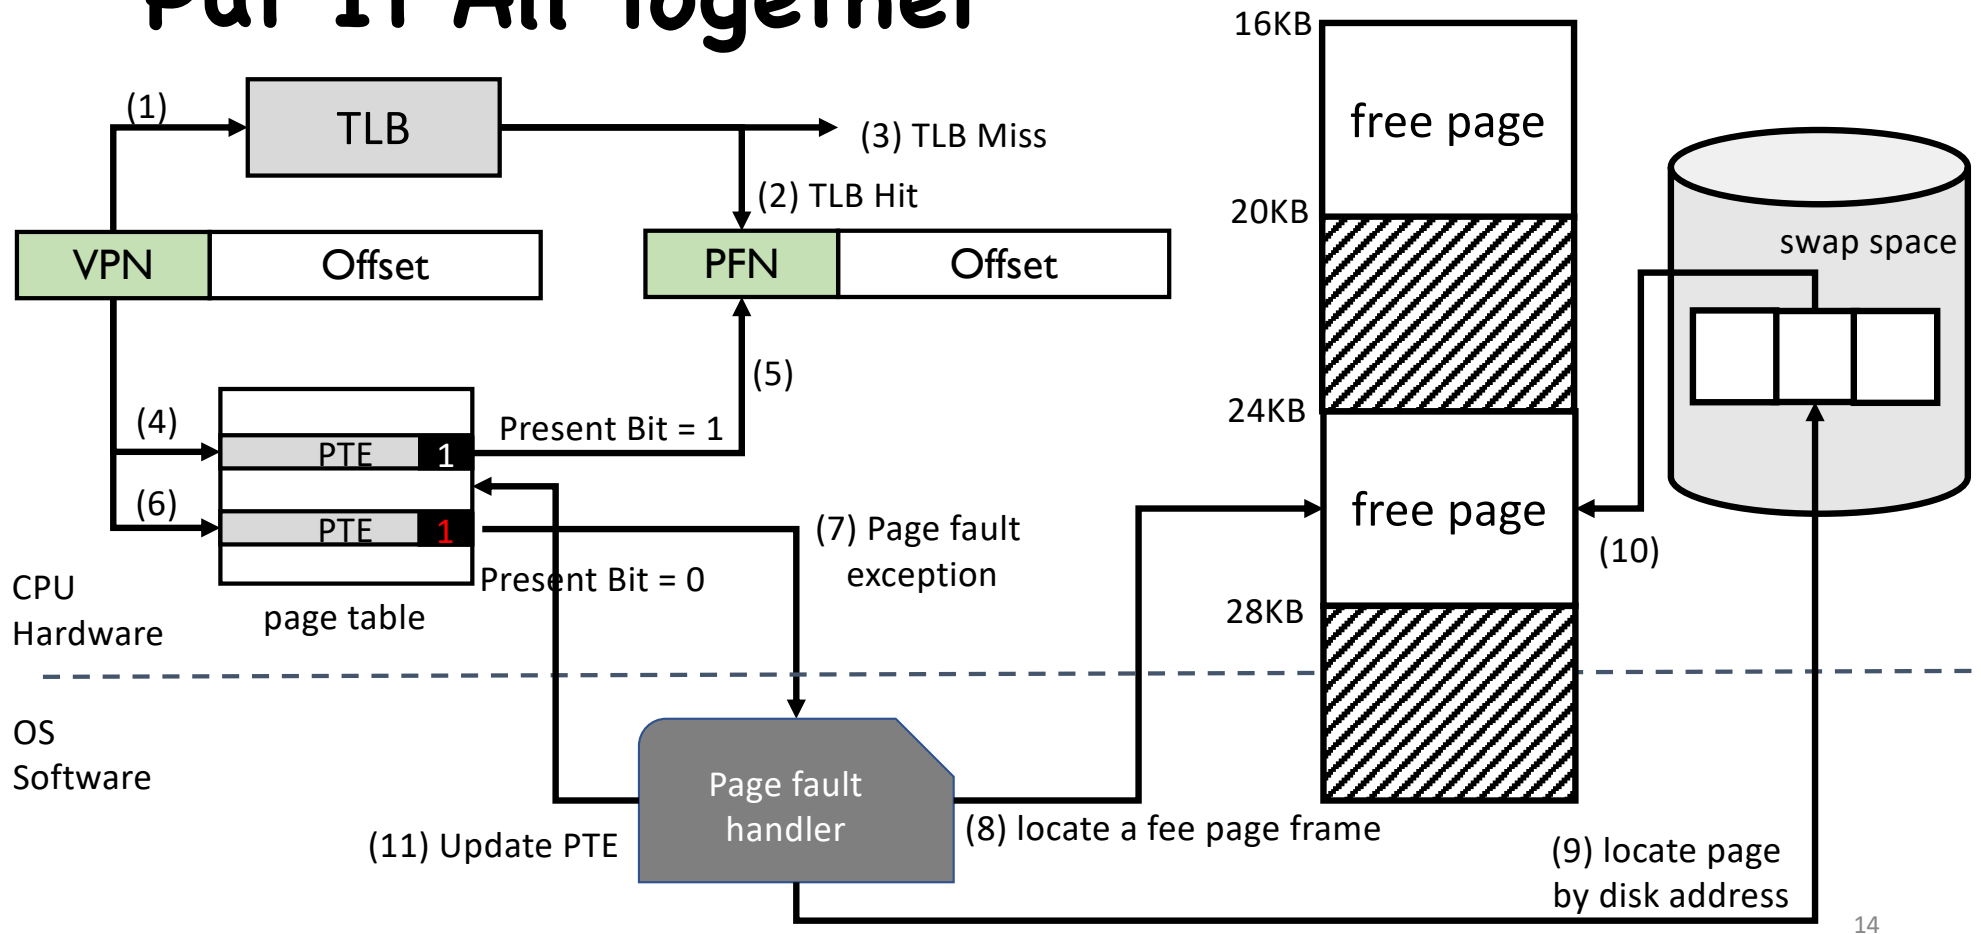 Put It All Together
16KB
free page
(1)
TLB
(3) TLB Miss
(2) TLB Hit
20KB
swap space
VPN
Offset
PFN
Offset
(5)
24KB
(4)
Present Bit = 1
PTE
1
(6)
free page
PTE
1
(7) Page fault
exception
(10)
Present Bit = 0
CPU
Hardware
page table
28KB
OS
Software
Page fault
handler
(8) locate a fee page frame
(11) Update PTE
(9) locate page
by disk address
14